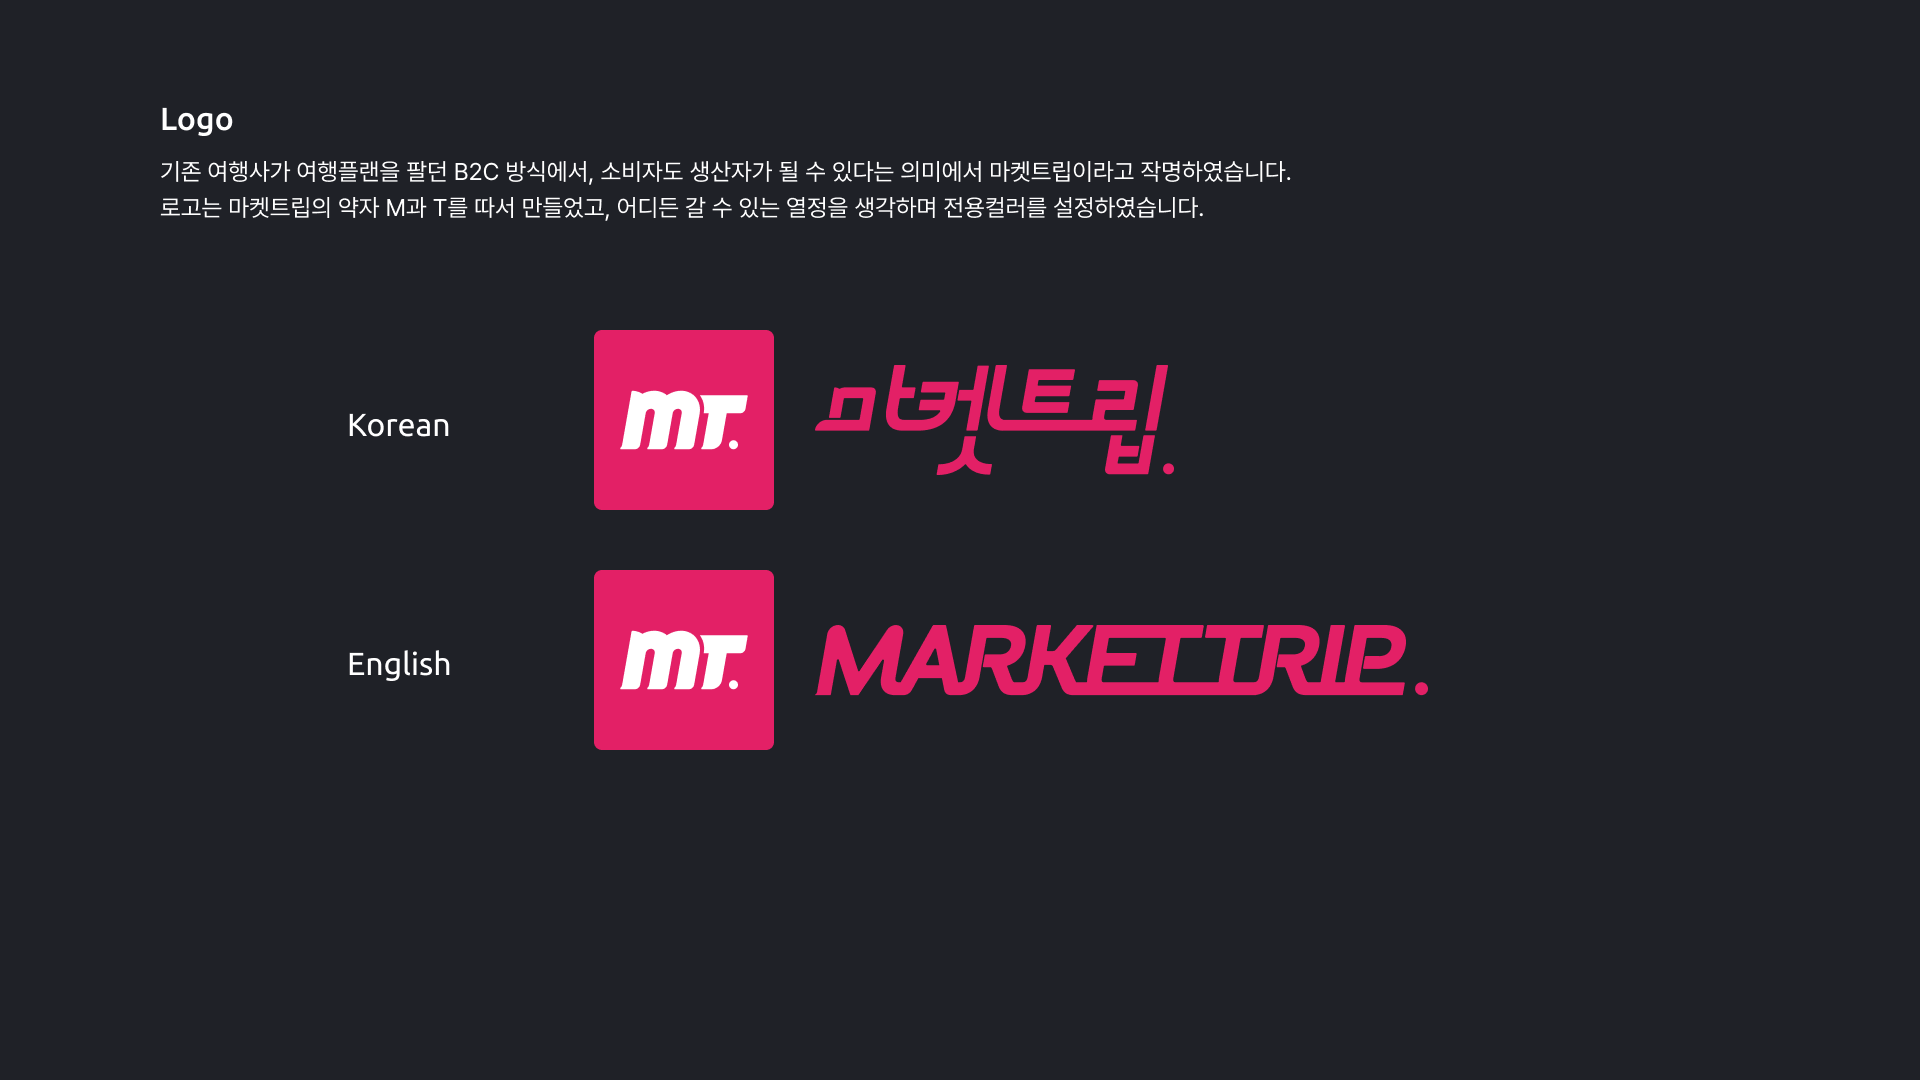 Logo
기존 여행사가 여행플랜을 팔던 B2C 방식에서, 소비자도 생산자가 될 수 있다는 의미에서 마켓트립이라고 작명하였습니다.
로고는 마켓트립의 약자 M과 T를 따서 만들었고, 어디든 갈 수 있는 열정을 생각하며 전용컬러를 설정하였습니다.
Korean
mT.
마켓트립.
English
mT.
MARKETTRIP.